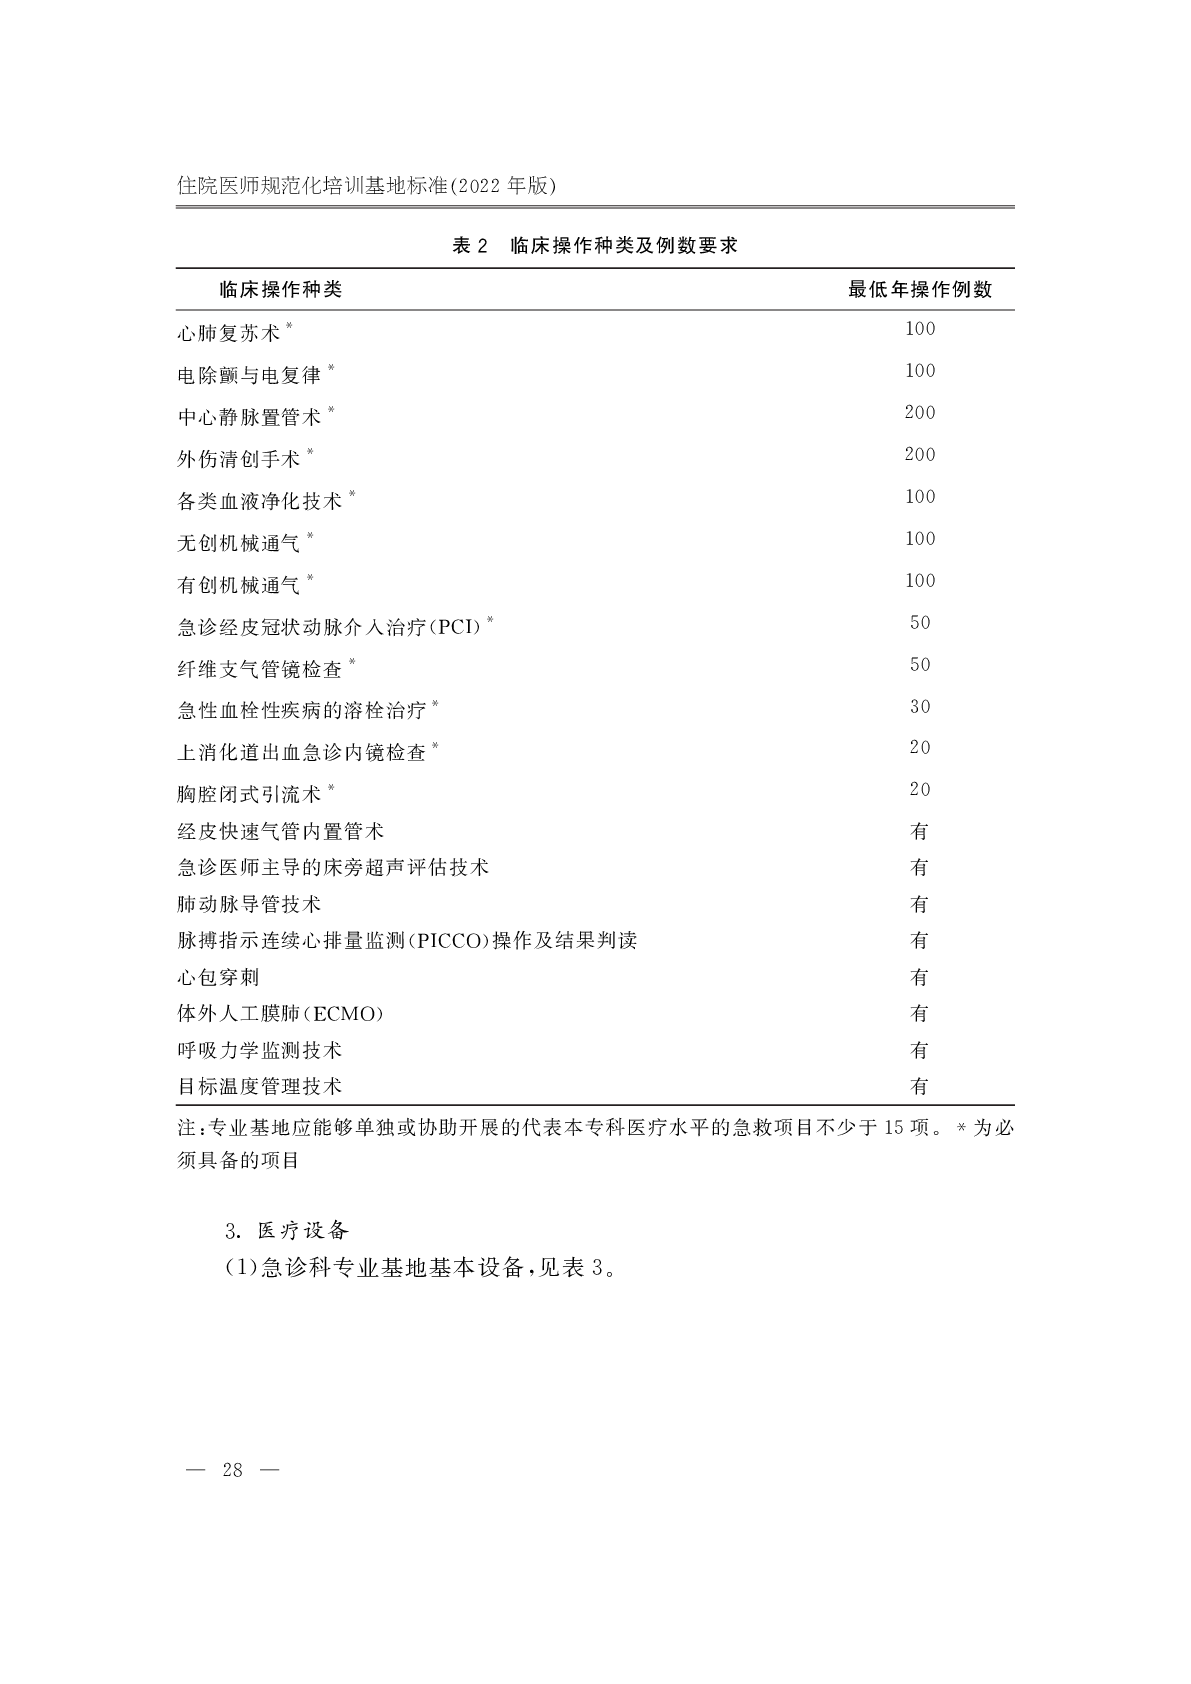 住院医师规范化培训基地标准(2022 年版)
表 2 临床操作种类及例数要求
临床操作种类 最低年操作例数
心肺复苏术* 100
电除颤与电复律* 100
中心静脉置管术* 200
外伤清创手术* 200
各类血液净化技术* 100
无创机械通气* 100
有创机械通气* 100
急诊经皮冠状动脉介入治疗(PCI)* 50
纤维支气管镜检查* 50
急性血栓性疾病的溶栓治疗* 30
上消化道出血急诊内镜检查* 20
胸腔闭式引流术* 20
经皮快速气管内置管术 有
急诊医师主导的床旁超声评估技术 有
肺动脉导管技术 有
脉搏指示连续心排量监测(PICCO)操作及结果判读 有
心包穿刺 有
体外人工膜肺(ECMO) 有
呼吸力学监测技术 有
目标温度管理技术 有
注:专业基地应能够单独或协助开展的代表本专科医疗水平的急救项目不少于 15 项。 * 为必
须具备的项目
3. 医疗设备
(1)急诊科专业基地基本设备,见表 3。
— 28 —